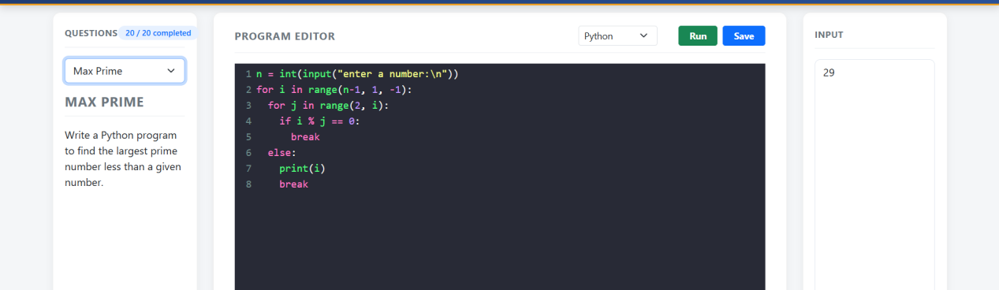 QUESTIONS 20 / 20 completed
Max Prime
MAX PRIME
Write a Python program
to find the largest prime
number less than a given
number.
PROGRAM EDITOR
Python
Run
Save
1 n = int(input("enter a number:\n"))
2 for i in range(n-1, 1, -1):
3   for j in range(2, i):
4     if i % j == 0:
5       break
6   else:
7     print(i)
8     break
INPUT
29